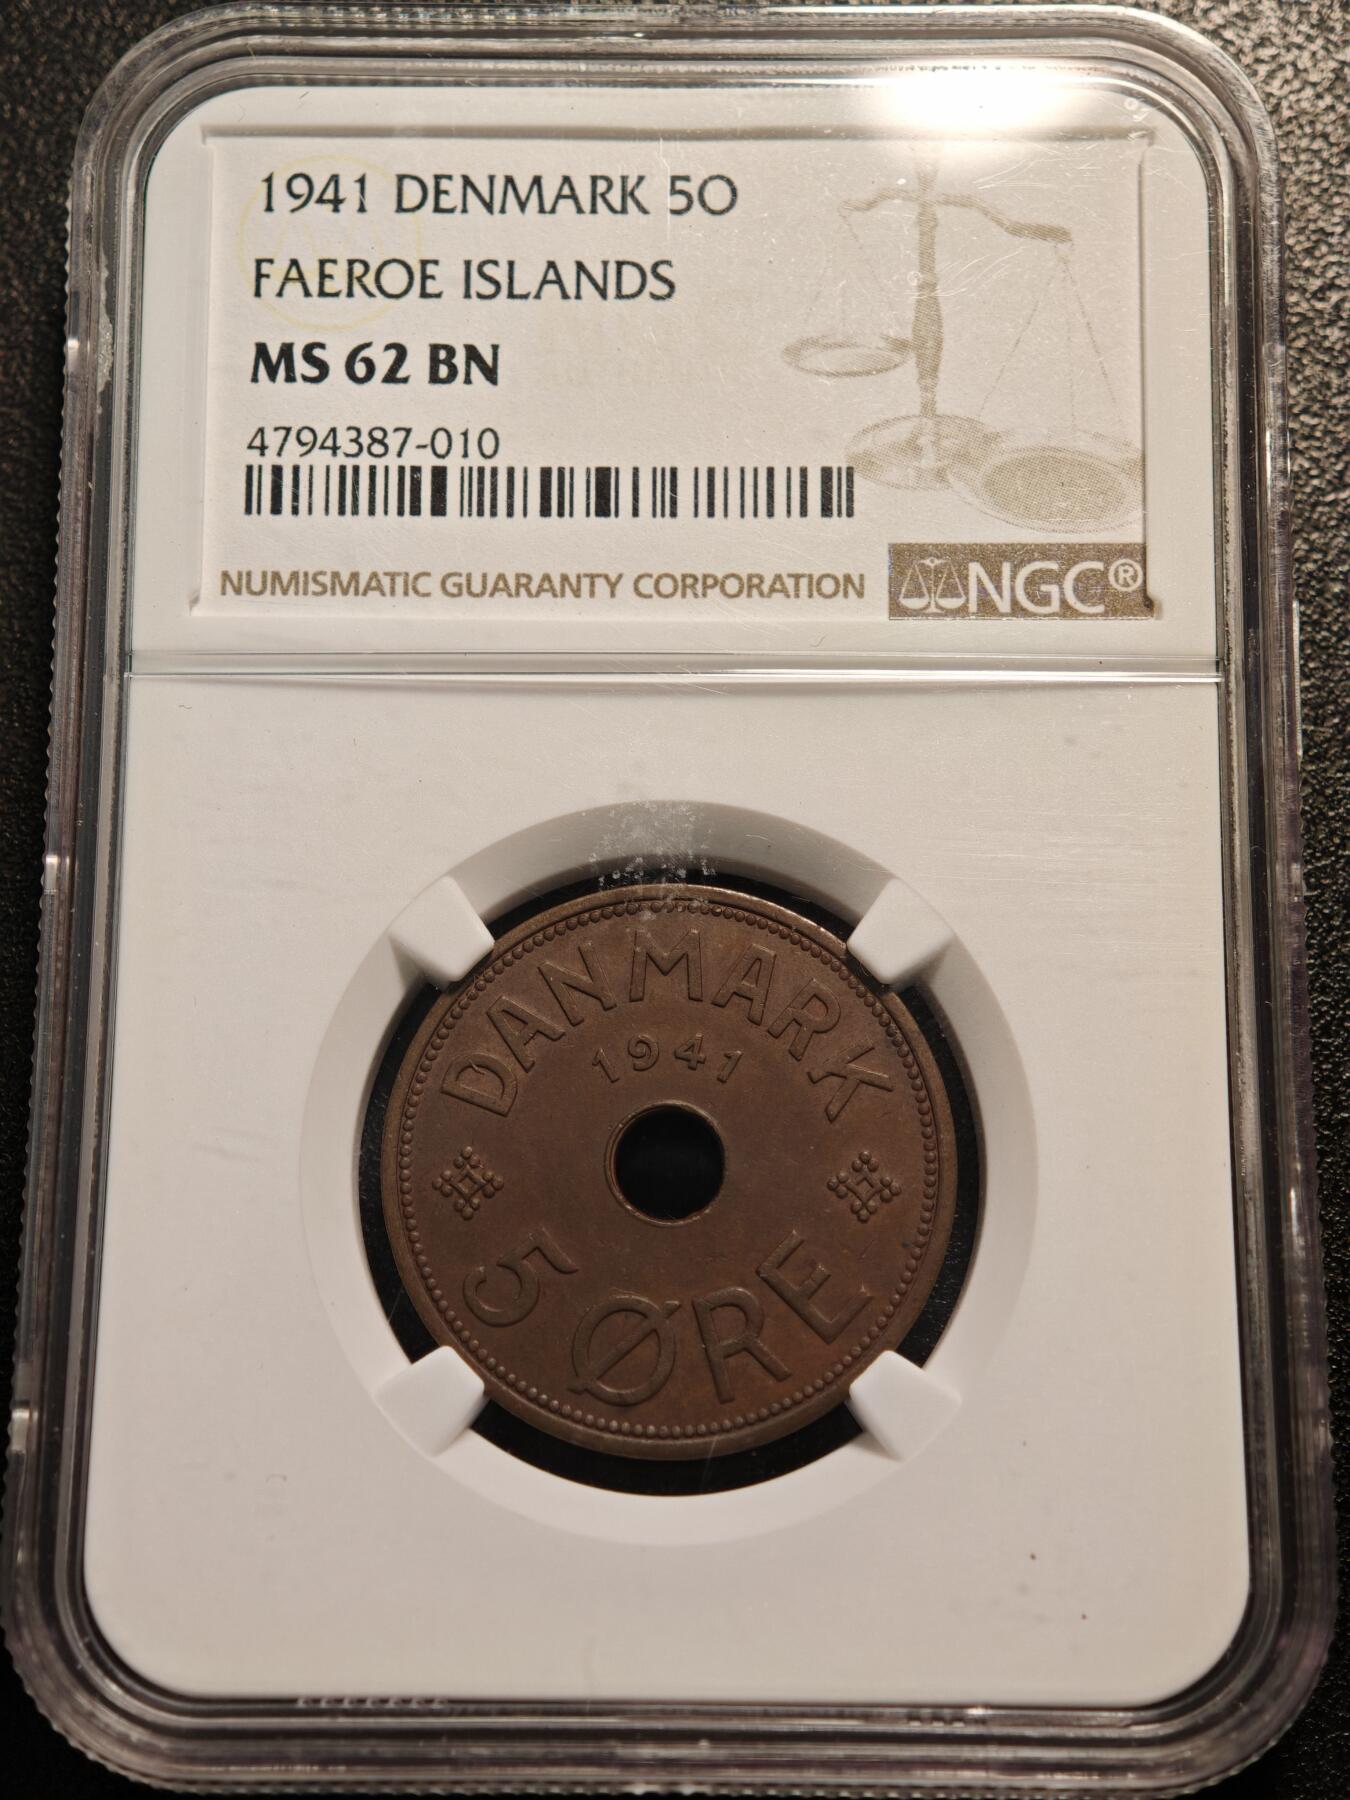 1941 DENMARK 5O
FAEROE ISLANDS
MS 62 BN
4794387-010
NUMISMATIC GUARANTY CORPORATION
NGC®
DANMARK
1941
5 ØRE